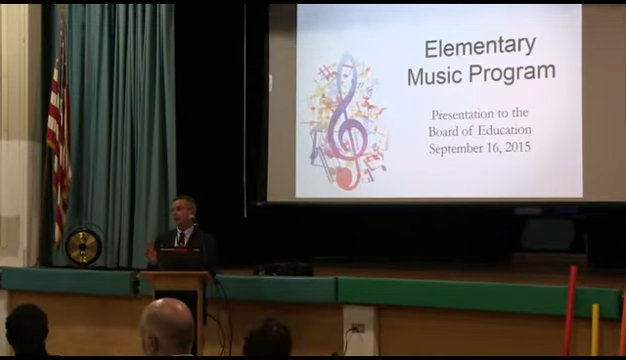 Elementary
Music Program
Presentation to the
Board of Education
September 16, 2015